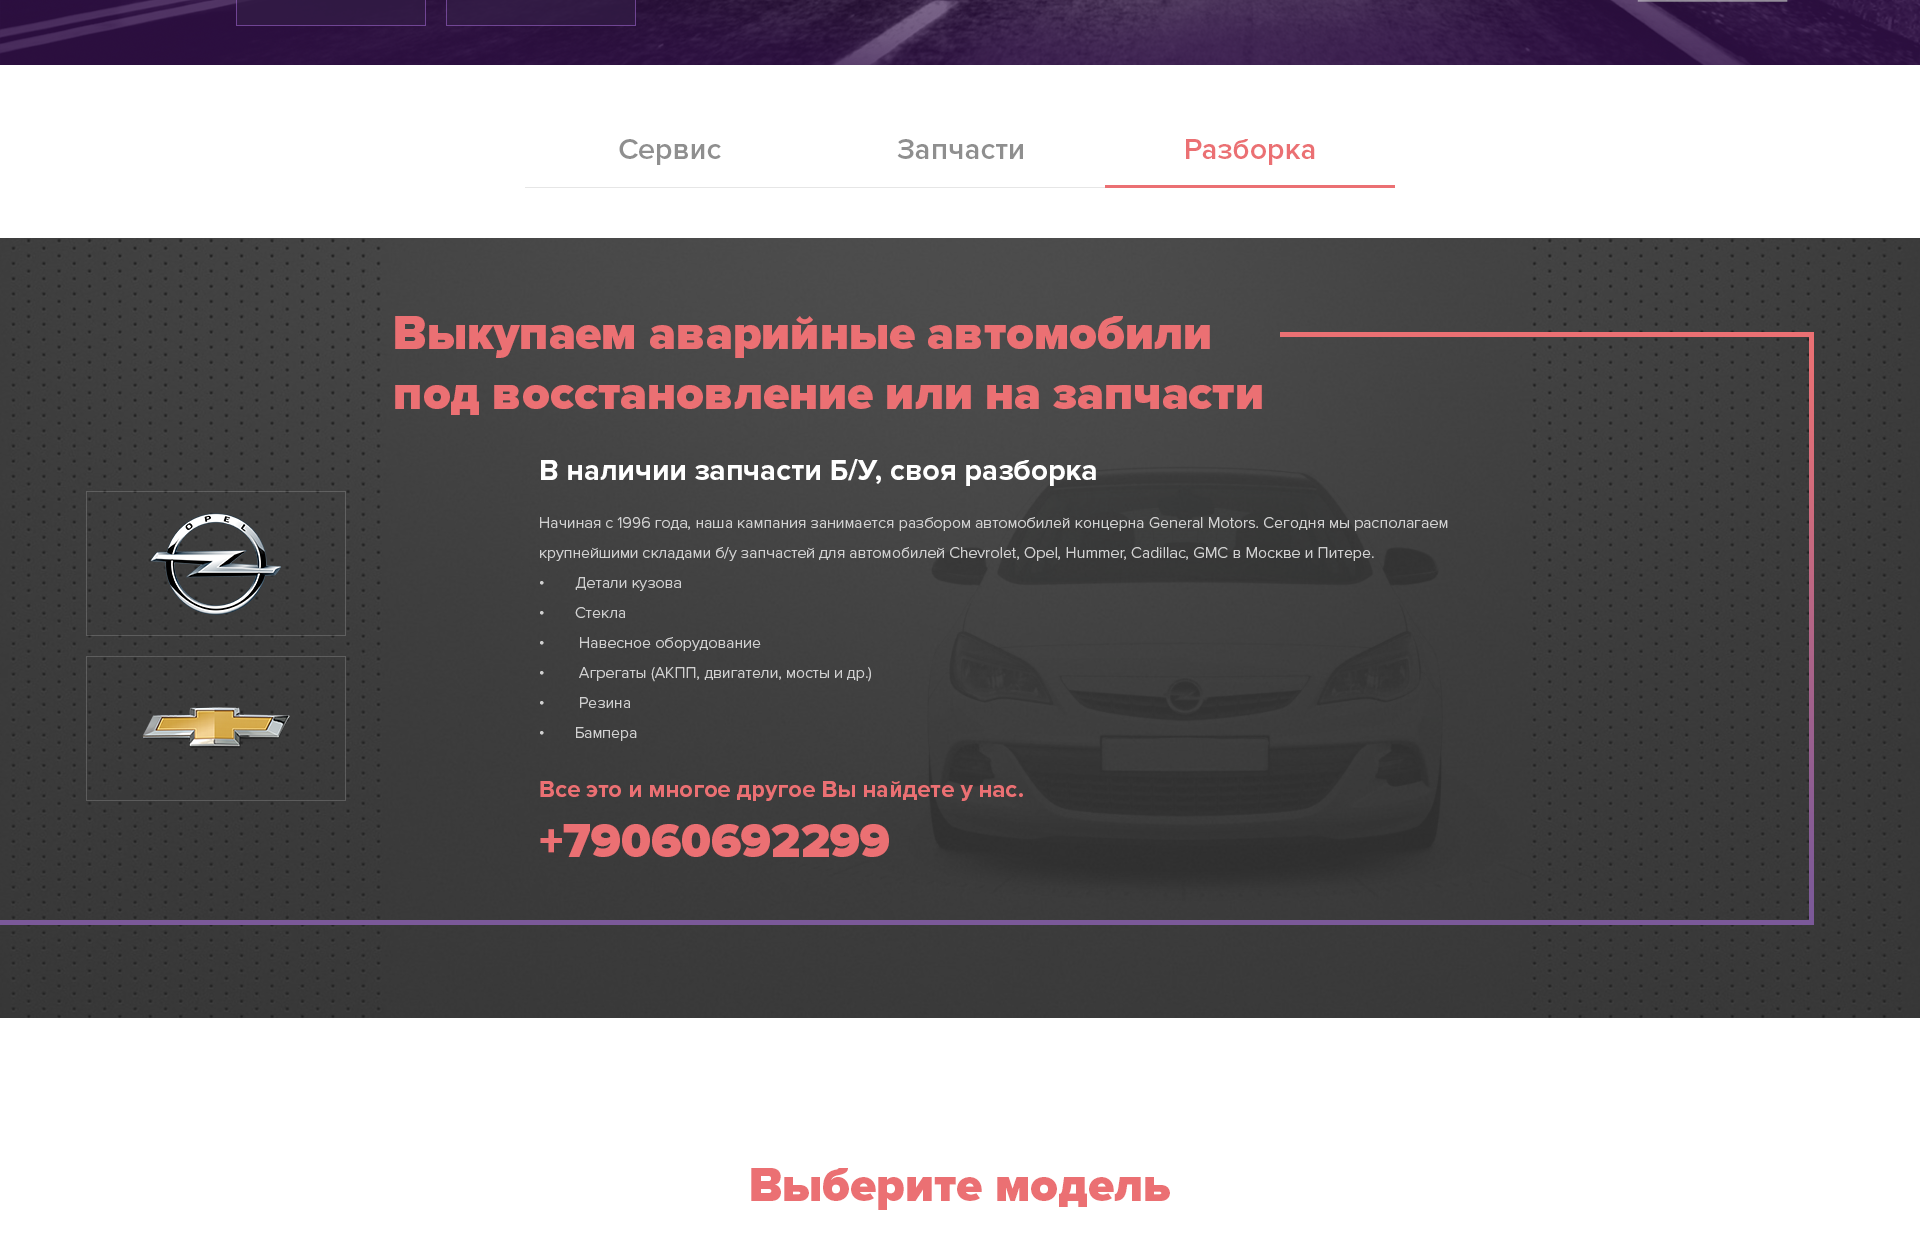 Сервис Запчасти Разборка
Выкупаем аварийные автомобили
под восстановление или на запчасти
В наличии запчасти Б/У, своя разборка
Начиная с 1996 года, наша кампания занимается разбором автомобилей концерна General Motors. Сегодня мы располагаем
крупнейшими складами б/у запчастей для автомобилей Chevrolet, Opel, Hummer, Cadillac, GMC в Москве и Питере.
• Детали кузова
• Стекла
• Навесное оборудование
• Агрегаты (АКПП, двигатели, мосты и др.)
• Резина
• Бампера
OPEL
Все это и многое другое Вы найдете у нас.
+79060692299
Выберите модель